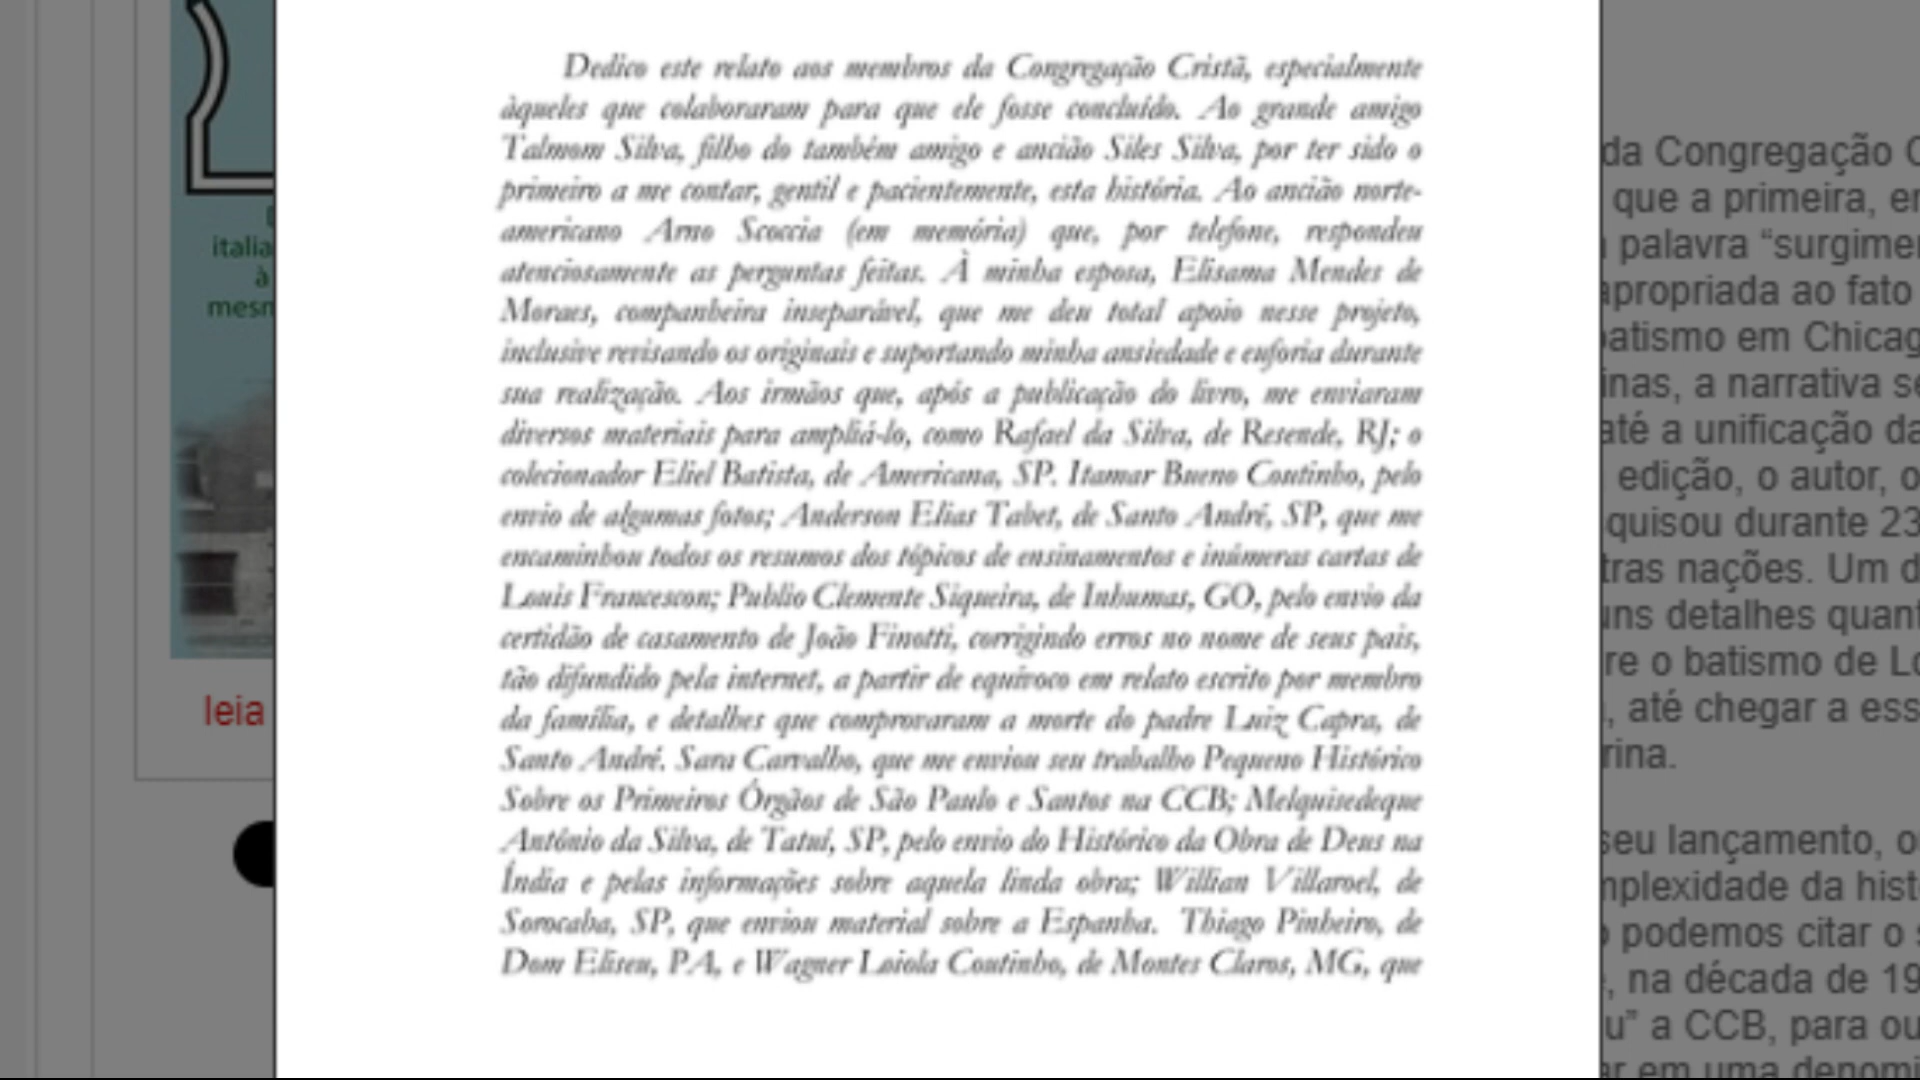 Dedico este relato aos membros da Congregação Cristã, especialmente
àqueles que colaboraram para que ele fosse concluído. Ao grande amigo
Talmom Silva, filho do também amigo e ancião Siles Silva, por ter sido o
primeiro a me contar, gentil e pacientemente, esta história. Ao ancião norte-
americano Arno Scoccia (em memória) que, por telefone, respondeu
atenciosamente as perguntas feitas. À minha esposa, Elisama Mendes de
Moraes, companheira inseparável, que me deu total apoio nesse projeto,
inclusive revisando os originais e suportando minha ansiedade e euforia durante
sua realização. Aos irmãos que, após a publicação do livro, me enviaram
diversos materiais para ampliá-lo, como Rafael da Silva, de Resende, RJ; o
colecionador Eliel Batista, de Americana, SP. Itamar Bueno Coutinho, pelo
envio de algumas fotos; Anderson Elias Tabet, de Santo André, SP, que me
encaminhou todos os resumos dos tópicos de ensinamentos e inúmeras cartas de
Louis Francescon; Publio Clemente Siqueira, de Inhumas, GO, pelo envio da
certidão de casamento de João Finotti, corrigindo erros no nome de seus pais,
tão difundido pela internet, a partir de equívoco em relato escrito por membro
da família, e detalhes que comprovaram a morte do padre Luiz Capra, de
Santo André. Sara Carvalho, que me enviou seu trabalho Pequeno Histórico
Sobre os Primeiros Órgãos de São Paulo e Santos na CCB; Melquisedeque
Antônio da Silva, de Tatuí, SP, pelo envio do Histórico da Obra de Deus na
Índia e pelas informações sobre aquela linda obra; Willian Villaroel, de
Sorocaba, SP, que enviou material sobre a Espanha. Thiago Pinheiro, de
Dom Eliseu, PA, e Wagner Loiola Coutinho, de Montes Claros, MG, que
italia
à
mesm
leia
da Congregação C
que a primeira, em
palavra “surgimen
apropriada ao fato
batismo em Chicag
inas, a narrativa se
até a unificação da
edição, o autor, o
quisou durante 23
tras nações. Um d
uns detalhes quant
re o batismo de Lo
, até chegar a ess
rina.
seu lançamento, o
mplexidade da hist
podemos citar o s
, na década de 19
u” a CCB, para ou
ar em uma denomi